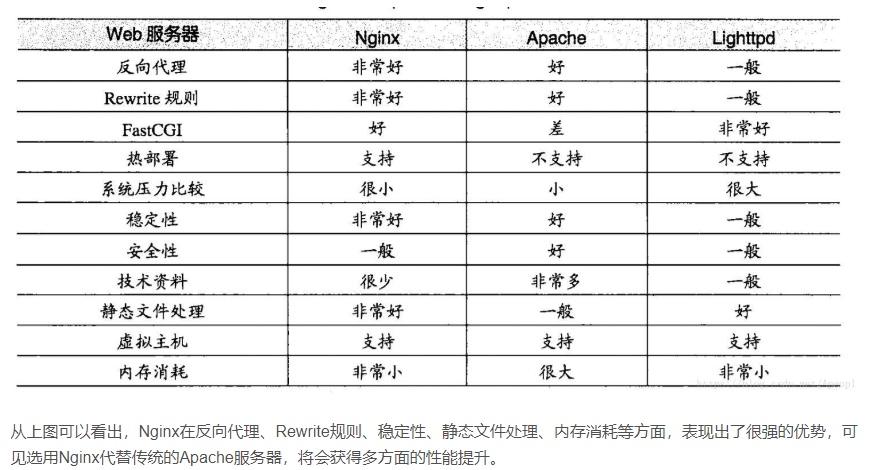 Web 服务器 Nginx Apache Lighttpd
反向代理 非常好 好 一般
Rewrite 规则 非常好 好 一般
FastCGI 好 差 非常好
热部署 支持 不支持 不支持
系统压力比较 很小 小 很大
稳定性 非常好 好 一般
安全性 一般 好 一般
技术资料 很少 非常多 一般
静态文件处理 非常好 一般 好
虚拟主机 支持 支持 支持
内存消耗 非常小 很大 非常小
从上图可以看出，Nginx在反向代理、Rewrite规则、稳定性、静态文件处理、内存消耗等方面，表现出了很强的优势，可
见选用Nginx代替传统的Apache服务器，将会获得多方面的性能提升。